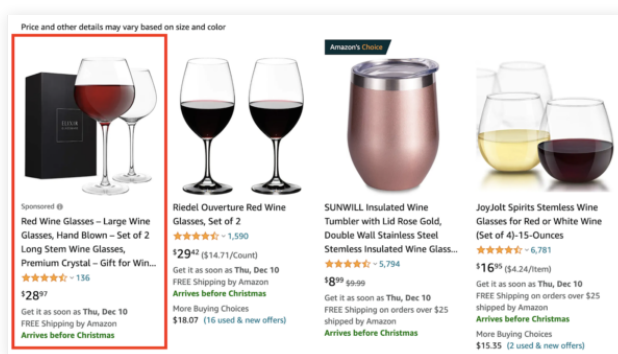 Price and other details may vary based on size and color
Sponsored
Red Wine Glasses – Large Wine
Glasses, Hand Blown – Set of 2
Long Stem Wine Glasses,
Premium Crystal – Gift for Win...
136
$28⁹⁷
Get it as soon as Thu, Dec 10
FREE Shipping by Amazon
Arrives before Christmas
Riedel Ouverture Red Wine
Glasses, Set of 2
1,590
$29⁴² ($14.71/Count)
Get it as soon as Thu, Dec 10
FREE Shipping by Amazon
Arrives before Christmas
More Buying Choices
$18.07 (16 used & new offers)
Amazon's Choice
SUNWILL Insulated Wine
Tumbler with Lid Rose Gold,
Double Wall Stainless Steel
Stemless Insulated Wine Glass...
5,794
$8⁹⁹ $9.99
Get it as soon as Thu, Dec 10
FREE Shipping on orders over $25
shipped by Amazon
Arrives before Christmas
JoyJolt Spirits Stemless Wine
Glasses for Red or White Wine
(Set of 4)-15-Ounces
6,781
$16⁹⁵ ($4.24/Item)
Get it as soon as Thu, Dec 10
FREE Shipping on orders over $25
shipped by Amazon
Arrives before Christmas
More Buying Choices
$15.35 (2 used & new offers)